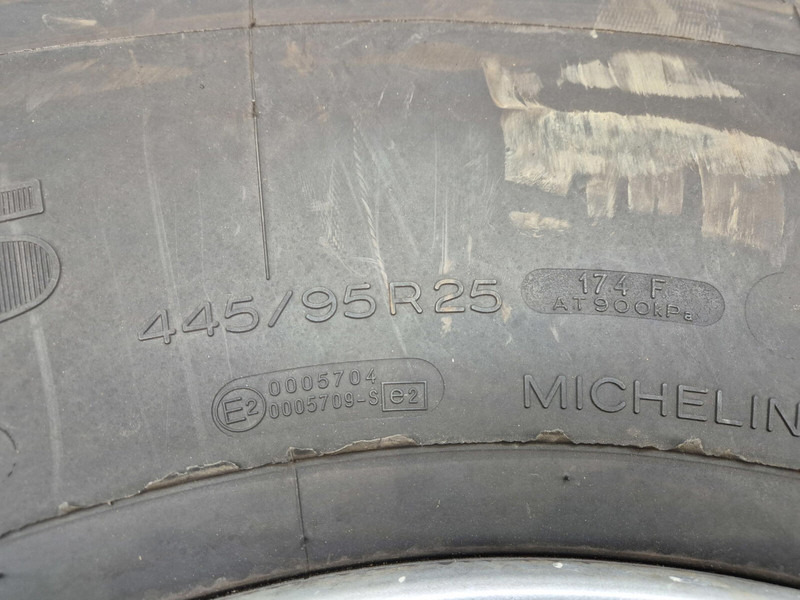 445/95R25
174 F
AT 900kPa
E2
0005704
0005709-S e2
MICHELIN